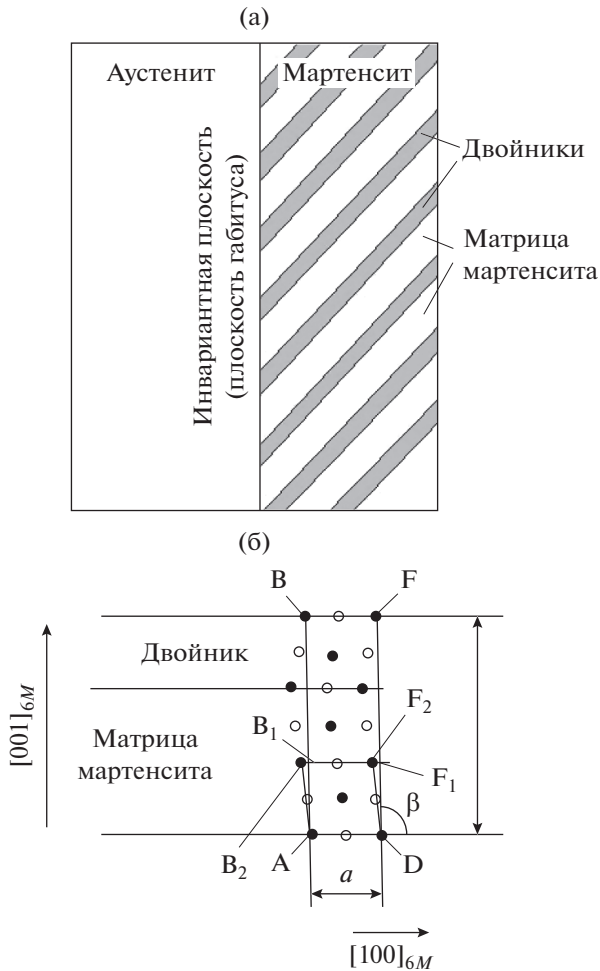 (а)
Аустенит
Мартенсит
Инвариантная плоскость
(плоскость габитуса)
Двойники
Матрица
мартенсита
(б)
B
F
Двойник
[001]6M
Матрица
мартенсита
B1
F2
F1
β
B2
A
D
a
[100]6M